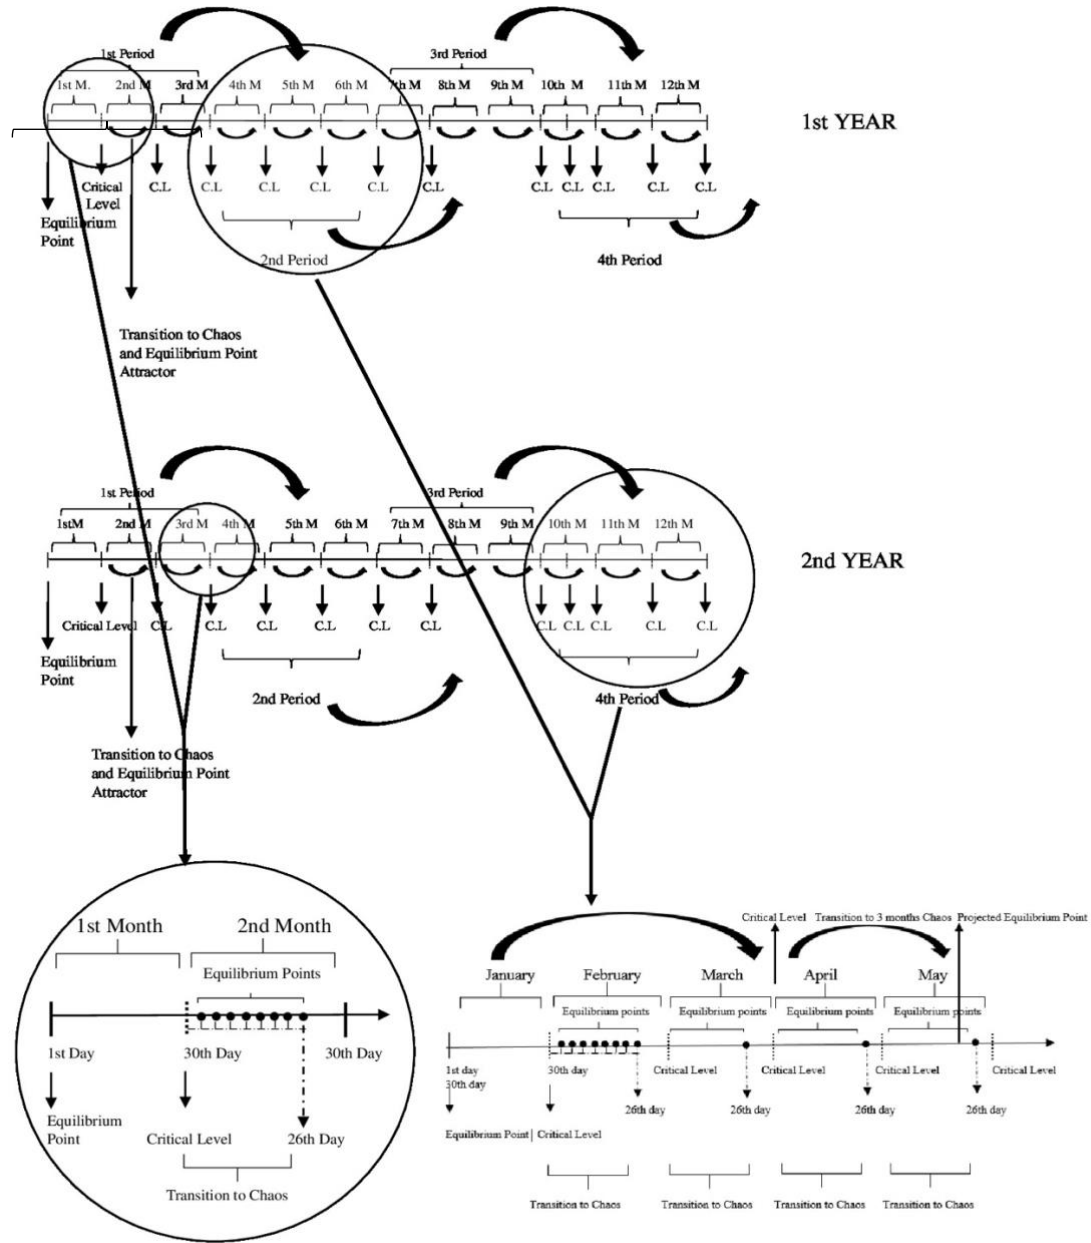 1st Period
3rd Period
1st M.
2nd M
3rd M
4th M
5th M
6th M
7th M
8th M
9th M
10th M
11th M
12th M
1st YEAR
Critical
Level
C.L
C.L
C.L
C.L
C.L
C.L
C.L
C.L
C.L
C.L
C.L
Equilibrium
Point
2nd Period
4th Period
Transition to Chaos
and Equilibrium Point
Attractor
1st Period
3rd Period
1stM
2nd M
3rd M
4th M
5th M
6th M
7th M
8th M
9th M
10th M
11th M
12th M
2nd YEAR
Critical Level
C.L
C.L
C.L
C.L
C.L
C.L
C.L
C.L
C.L
C.L
C.L
Equilibrium
Point
2nd Period
4th Period
Transition to Chaos
and Equilibrium Point
Attractor
1st Month
2nd Month
Equilibrium Points
1st Day
30th Day
30th Day
Equilibrium
Point
Critical Level
26th Day
Transition to Chaos
Critical Level
Transition to 3 months Chaos
Projected Equilibrium Point
January
February
March
April
May
Equilibrium points
Equilibrium points
Equilibrium points
Equilibrium points
1st day
30th day
30th day
Critical Level
Critical Level
Critical Level
Critical Level
26th day
26th day
26th day
26th day
Equilibrium Point
Critical Level
Transition to Chaos
Transition to Chaos
Transition to Chaos
Transition to Chaos